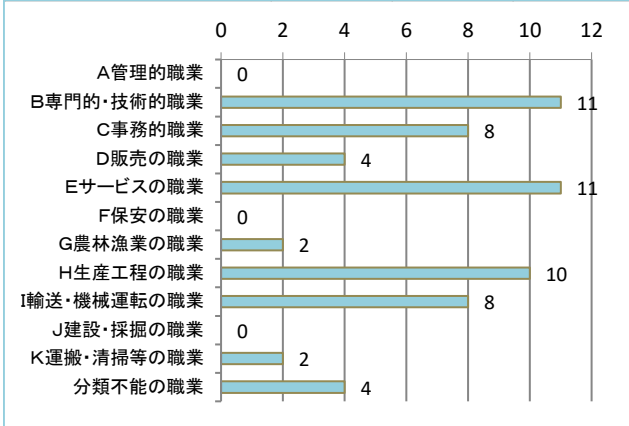 0 2 4 6 8 10 12
A管理的職業 0
B専門的・技術的職業 11
C事務的職業 8
D販売の職業 4
Eサービスの職業 11
F保安の職業 0
G農林漁業の職業 2
H生産工程の職業 10
I輸送・機械運転の職業 8
J建設・採掘の職業 0
K運搬・清掃等の職業 2
分類不能の職業 4